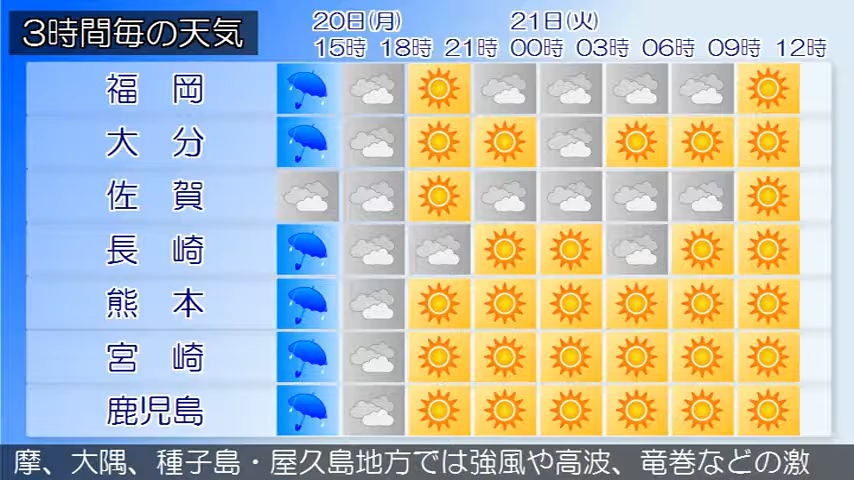 3時間毎の天気
20日(月) 21日(火)
15時 18時 21時 00時 03時 06時 09時 12時
福岡
大分
佐賀
長崎
熊本
宮崎
鹿児島
摩、大隅、種子島・屋久島地方では強風や高波、竜巻などの激